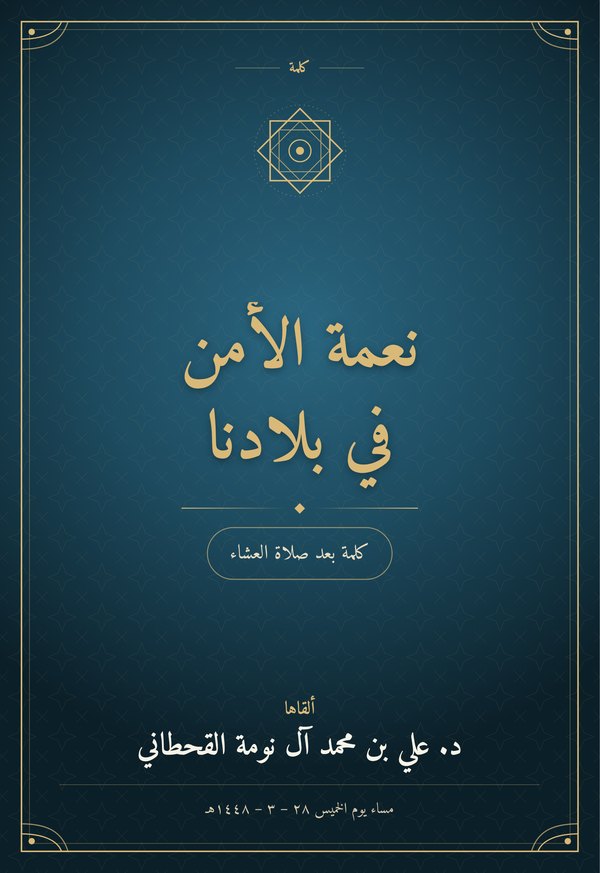 كلمة
نعمة الأمن
في بلادنا
كلمة بعد صلاة العشاء
ألقاها
د. علي بن محمد آل نومة القحطاني
مساء يوم الخميس ٢٨ – ٣ – ١٤٤٨هـ